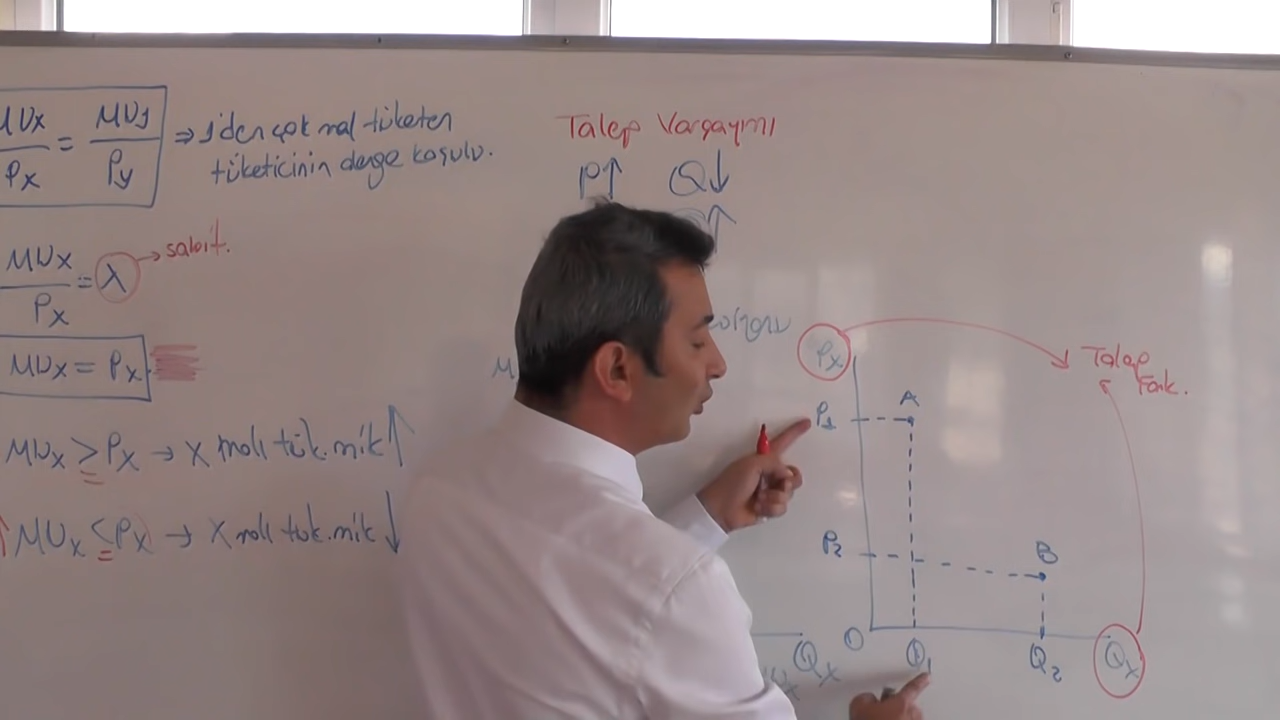 MUx/Px = MUy/Py ⇒ 1'den çok mal tüketen
tüketicinin denge koşulu.
MUx/Px = λ → sabit.
MUx = Px
MUx ≥ Px → X malı tük. mik ↑
↑ MUx ≤ Px → X malı tük. mik ↓
Talep Varsayımı
P↑ Q↓
↑
M
Px
Talep
Fonk.
P1 A
P2 B
O Q1 Q2 Qx
Qx